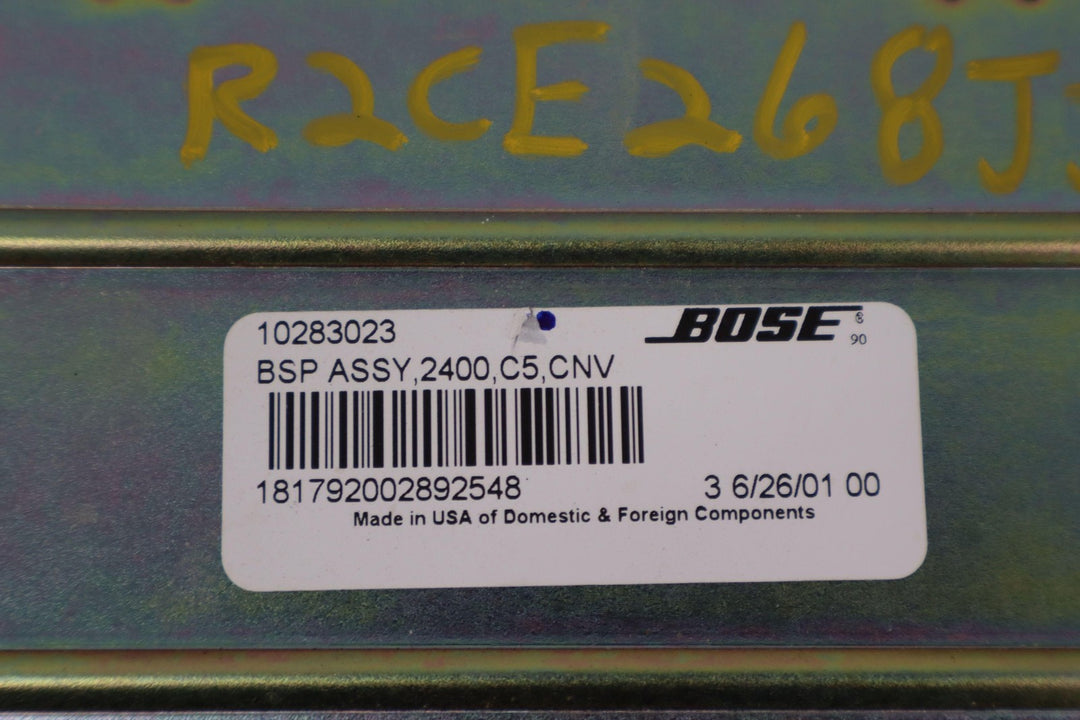 R2CE268J
10283023
BOSE®
90
BSP ASSY,2400,C5,CNV
181792002892548
3 6/26/01 00
Made in USA of Domestic & Foreign Components